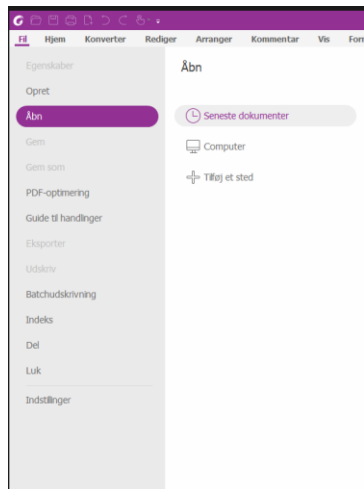 Fil Hjem Konverter Rediger Arranger Kommentar Vis Form
Egenskaber
Opret
Åbn
Gem
Gem som
PDF-optimering
Guide til handlinger
Eksporter
Udskriv
Batchudskrivning
Indeks
Del
Luk
Indstillinger
Åbn
Seneste dokumenter
Computer
Tilføj et sted